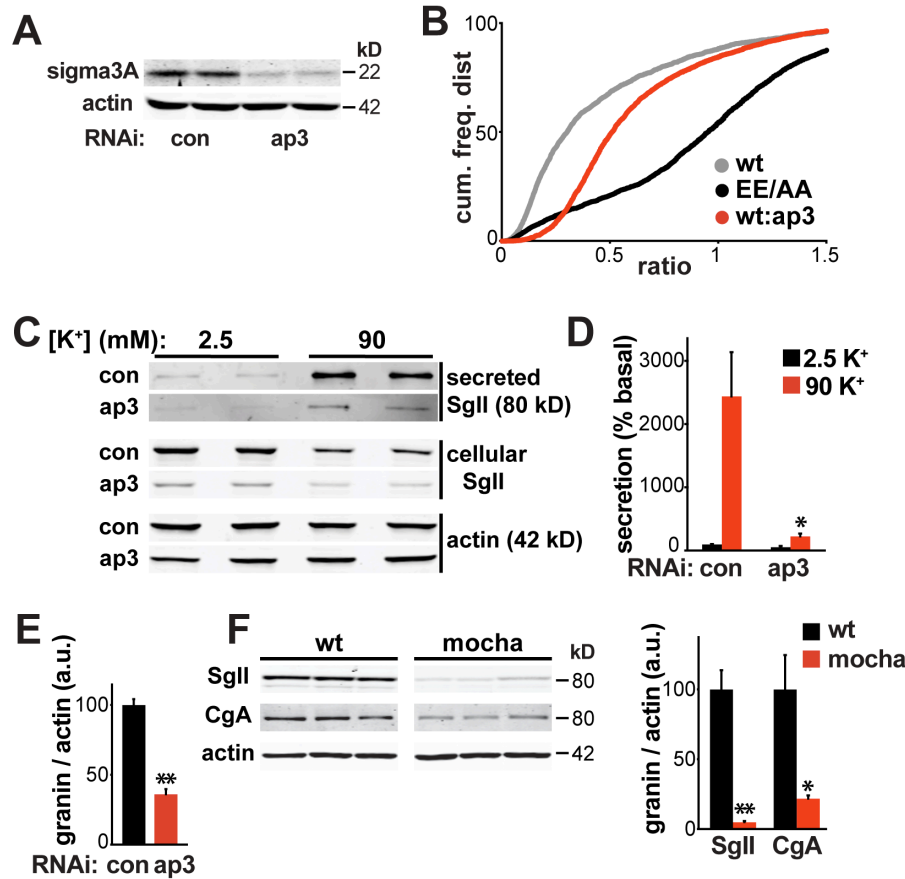 A
kD
sigma3A
22
actin
42
RNAi: con ap3
B
cum. freq. dist
100
50
0
wt
EE/AA
wt:ap3
0 0.5 1 1.5
ratio
C
[K+] (mM): 2.5 90
con
ap3
secreted
SgII (80 kD)
con
ap3
cellular
SgII
con
ap3
actin (42 kD)
D
secretion (% basal)
3000
2000
1000
0
2.5 K+
90 K+
*
RNAi: con ap3
E
granin / actin (a.u.)
100
50
0
**
RNAi: con ap3
F
wt mocha kD
SgII 80
CgA 80
actin 42
granin / actin (a.u.)
100
50
0
wt
mocha
** *
SgII CgA